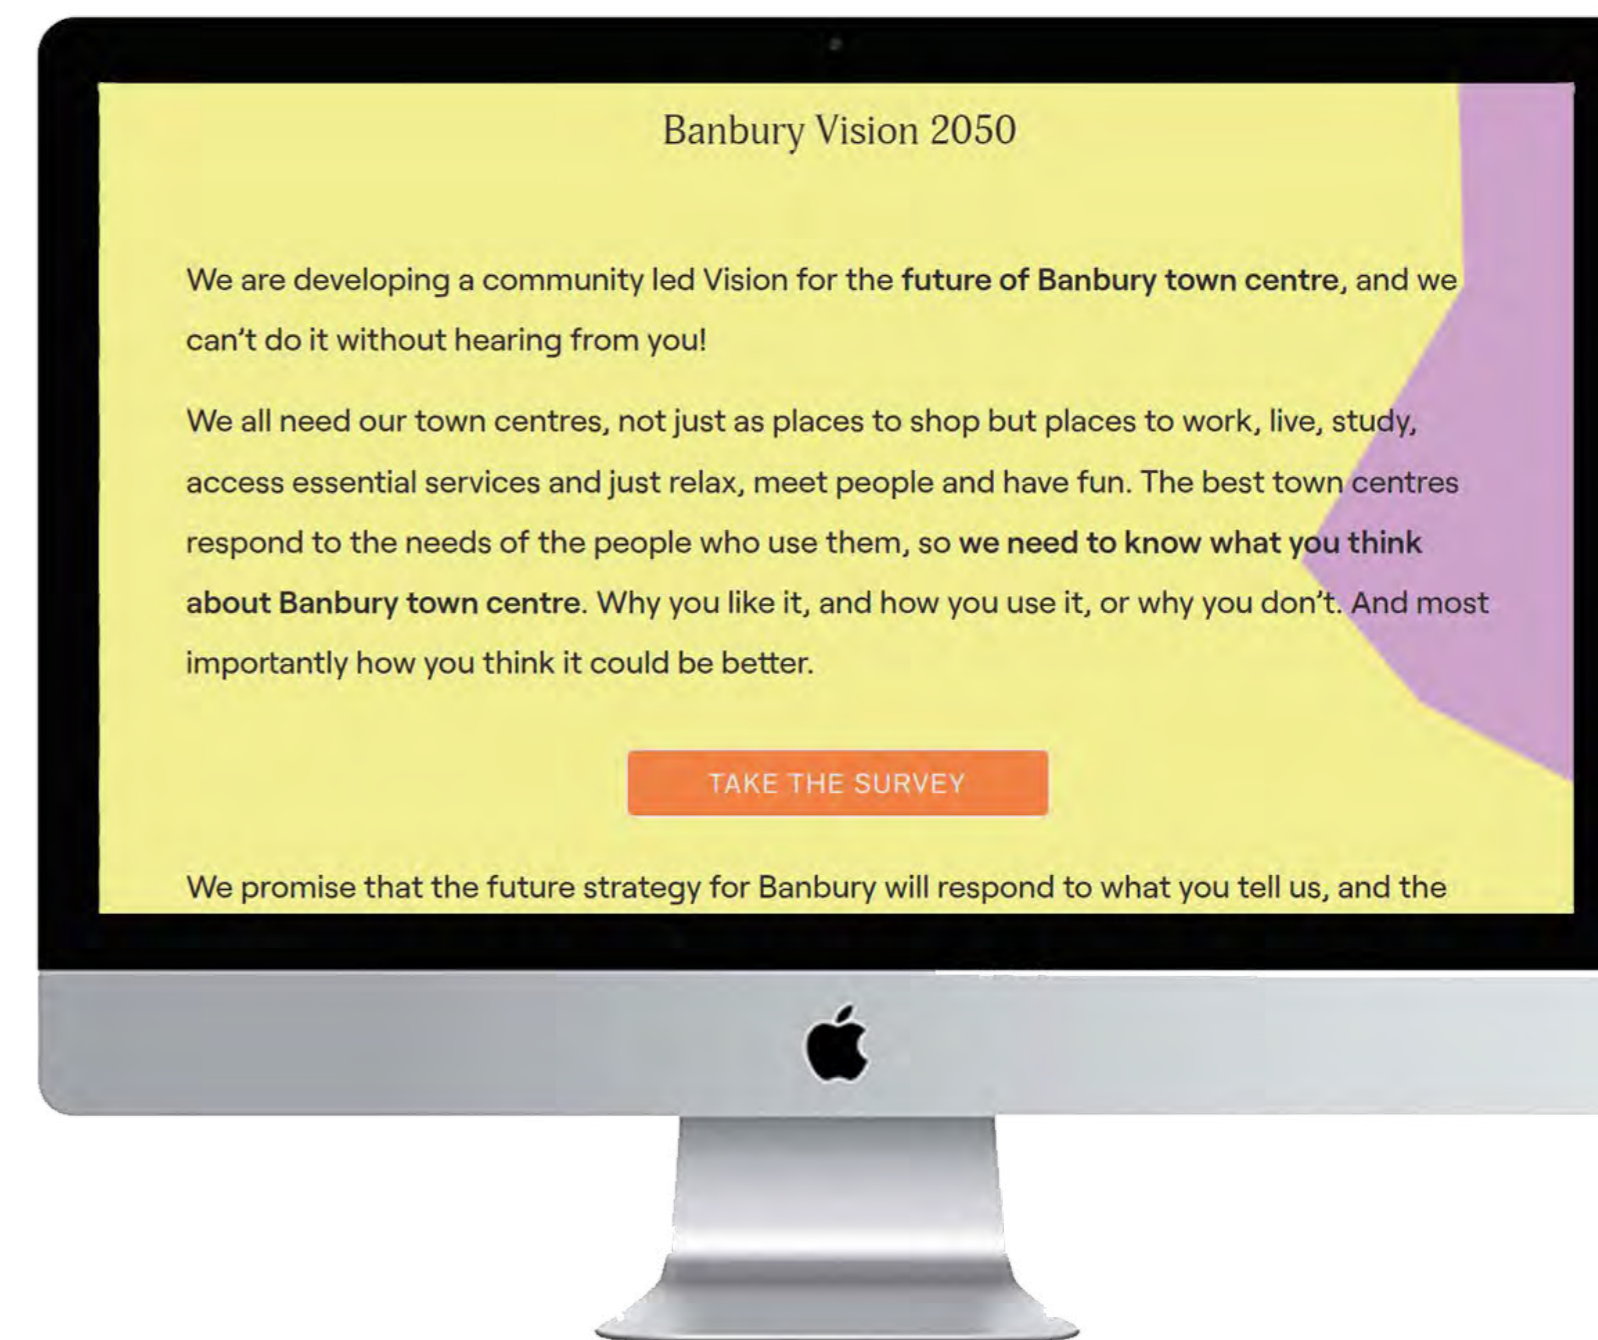 Banbury Vision 2050
We are developing a community led Vision for the future of Banbury town centre, and we
can’t do it without hearing from you!
We all need our town centres, not just as places to shop but places to work, live, study,
access essential services and just relax, meet people and have fun. The best town centres
respond to the needs of the people who use them, so we need to know what you think
about Banbury town centre. Why you like it, and how you use it, or why you don’t. And most
importantly how you think it could be better.
TAKE THE SURVEY
We promise that the future strategy for Banbury will respond to what you tell us, and the